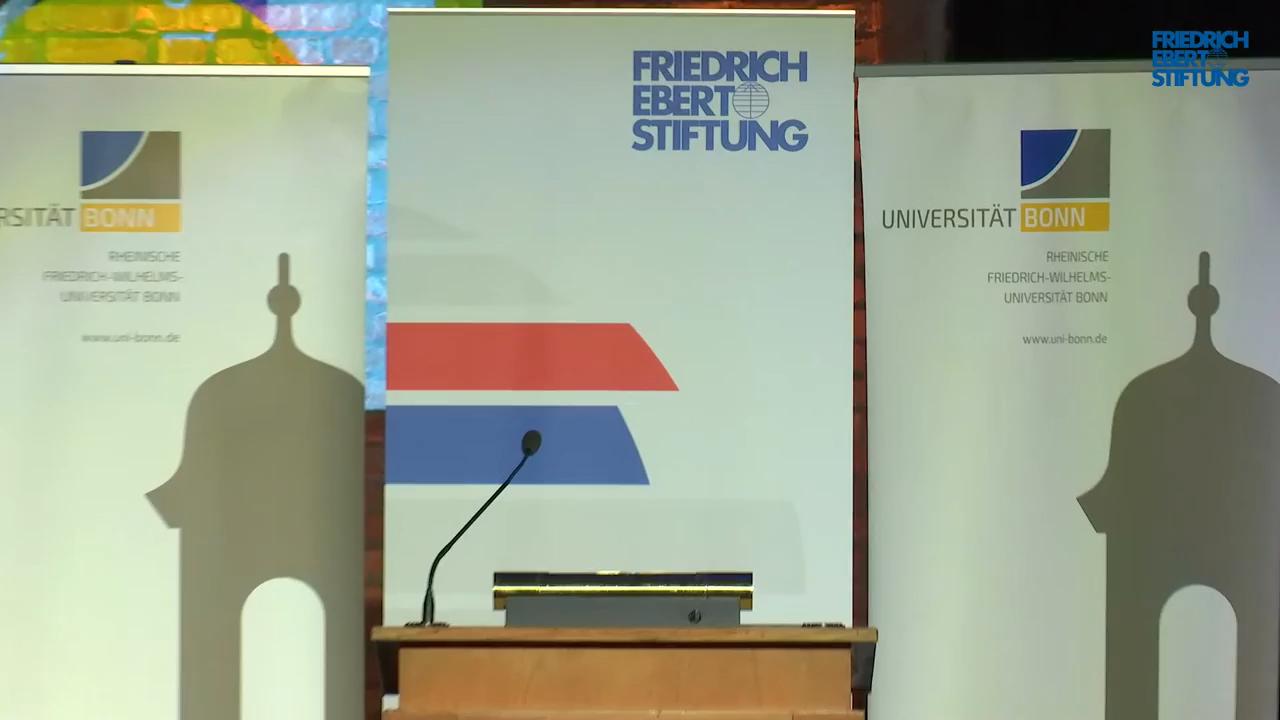 RSITÄT BONN
RHEINISCHE
FRIEDRICH-WILHELMS-
UNIVERSITÄT BONN
www.uni-bonn.de
FRIEDRICH
EBERT
STIFTUNG
UNIVERSITÄT BONN
RHEINISCHE
FRIEDRICH-WILHELMS-
UNIVERSITÄT BONN
www.uni-bonn.de
FRIEDRICH
EBERT
STIFTUNG